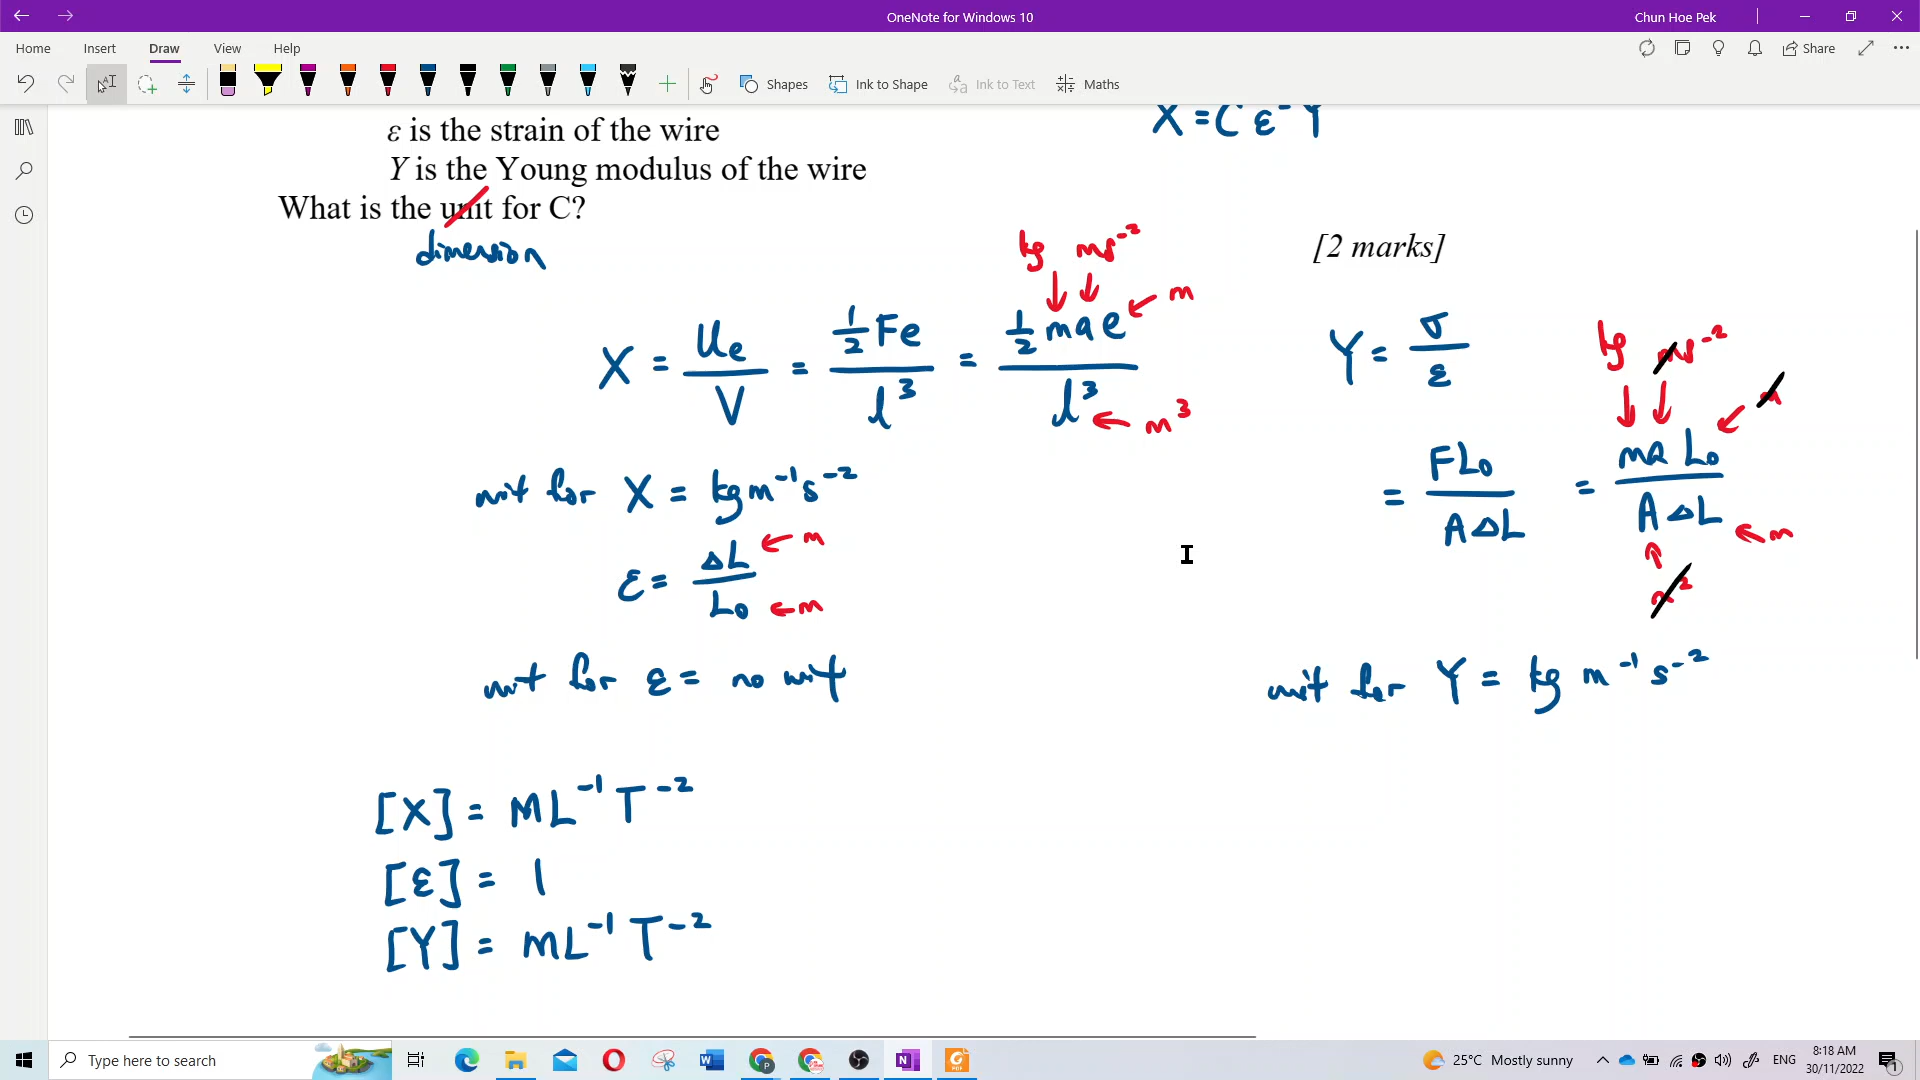 OneNote for Windows 10
Chun Hoe Pek
Home Insert Draw View Help
Share
Shapes Ink to Shape Ink to Text Maths
X = C ε Y
ε is the strain of the wire
Y is the Young modulus of the wire
What is the unit for C?
dimension
[2 marks]
kg ms⁻²
X = Ue/V = ½Fe/l³ = ½mae/l³
m
m³
Y = σ/ε
kg ms⁻²
m
= FL₀/AΔL = ma L₀/AΔL
m
m²
unit for X = kg m⁻¹ s⁻²
ε = ΔL/L₀
m
m
unit for ε = no unit
unit for Y = kg m⁻¹ s⁻²
[X] = ML⁻¹T⁻²
[ε] = 1
[Y] = ML⁻¹T⁻²
Type here to search
25°C Mostly sunny
ENG
8:18 AM
30/11/2022